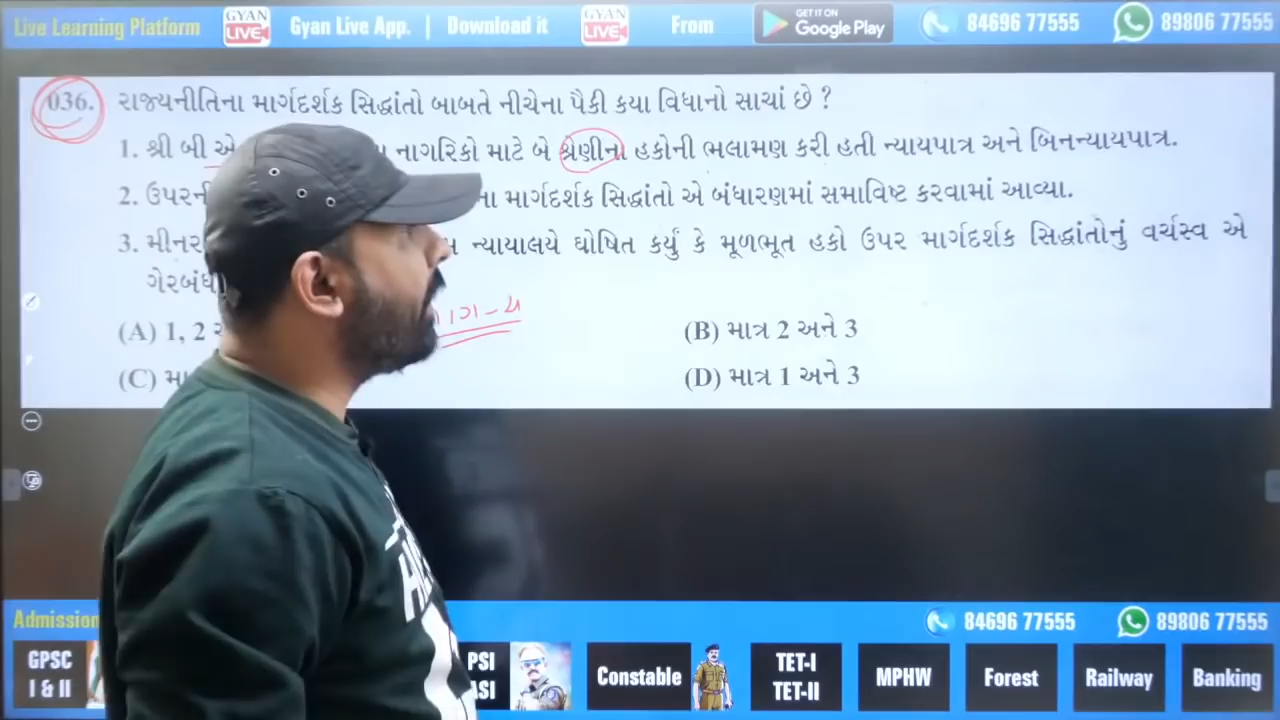 Live Learning Platform GYAN LIVE Gyan Live App. | Download it GYAN LIVE From GET IT ON Google Play 84696 77555 89806 77555
036. રાજ્યનીતિના માર્ગદર્શક સિદ્ધાંતો બાબતે નીચેના પૈકી કયા વિધાનો સાચાં છે ?
1. શ્રી બી એ નાગરિકો માટે બે શ્રેણીના હકોની ભલામણ કરી હતી ન્યાયપાત્ર અને બિનન્યાયપાત્ર.
2. માર્ગદર્શક સિદ્ધાંતો એ બંધારણમાં સમાવિષ્ટ કરવામાં આવ્યા.
3. ન્યાયાલયે ઘોષિત કર્યું કે મૂળભૂત હકો ઉપર માર્ગદર્શક સિદ્ધાંતોનું વર્ચસ્વ એ
(A) 1, 2
(B) માત્ર 2 અને 3
(C)
(D) માત્ર 1 અને 3
Admission 84696 77555 89806 77555
GPSC I & II PSI Constable TET-I TET-II MPHW Forest Railway Banking